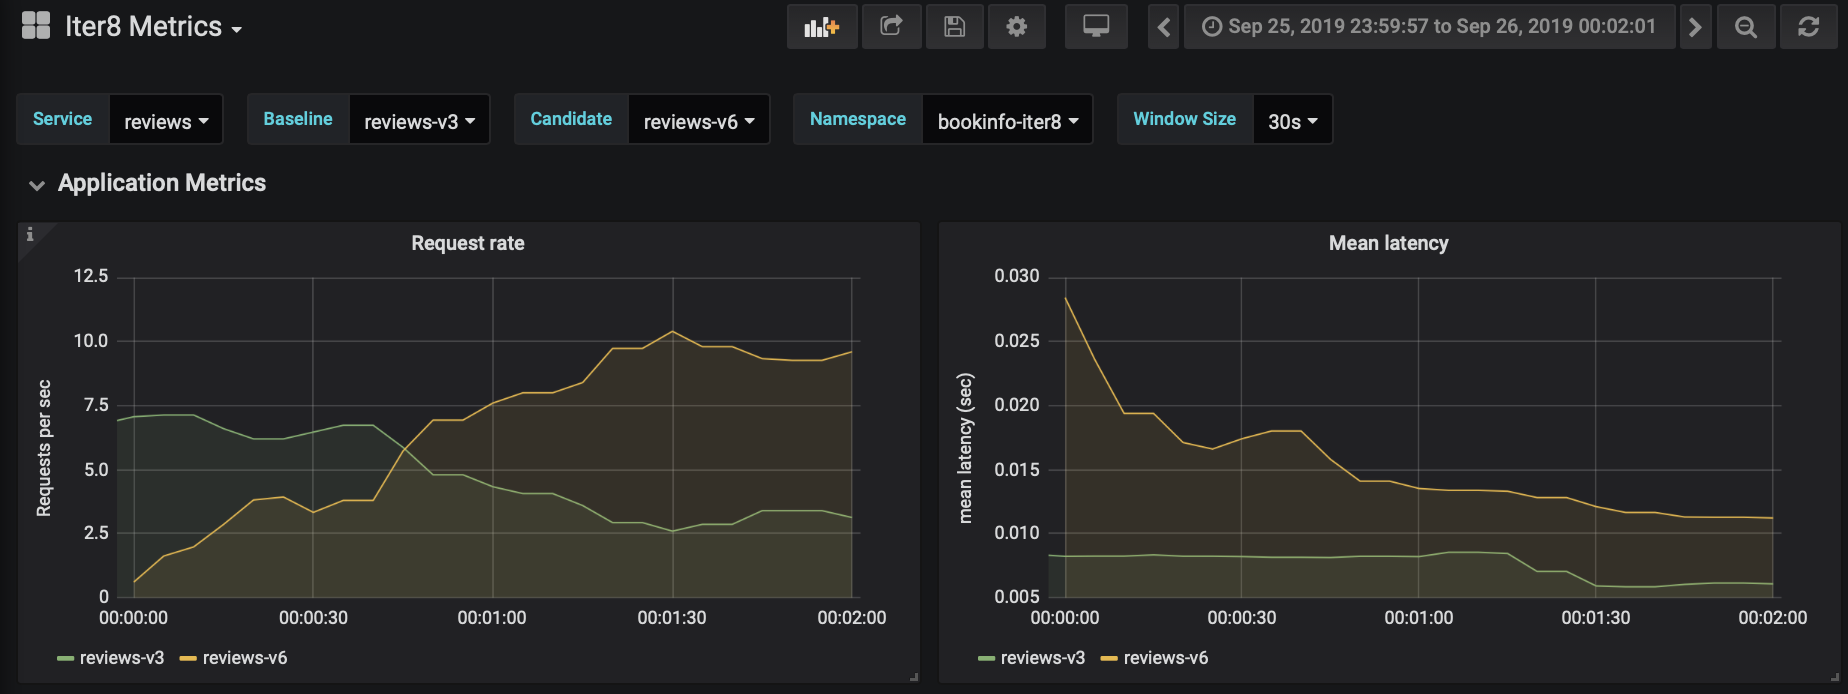 Iter8 Metrics
Sep 25, 2019 23:59:57 to Sep 26, 2019 00:02:01
Service reviews Baseline reviews-v3 Candidate reviews-v6 Namespace bookinfo-iter8 Window Size 30s
Application Metrics
i
Request rate
12.5
10.0
7.5
5.0
2.5
0
Requests per sec
00:00:00 00:00:30 00:01:00 00:01:30 00:02:00
reviews-v3 reviews-v6
Mean latency
0.030
0.025
0.020
0.015
0.010
0.005
mean latency (sec)
00:00:00 00:00:30 00:01:00 00:01:30 00:02:00
reviews-v3 reviews-v6